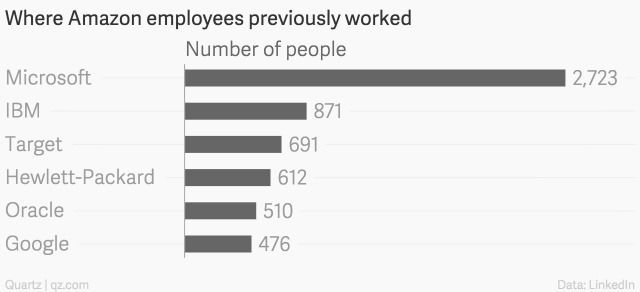 Where Amazon employees previously worked
Number of people
Microsoft 2,723
IBM 871
Target 691
Hewlett-Packard 612
Oracle 510
Google 476
Quartz | qz.com Data: LinkedIn